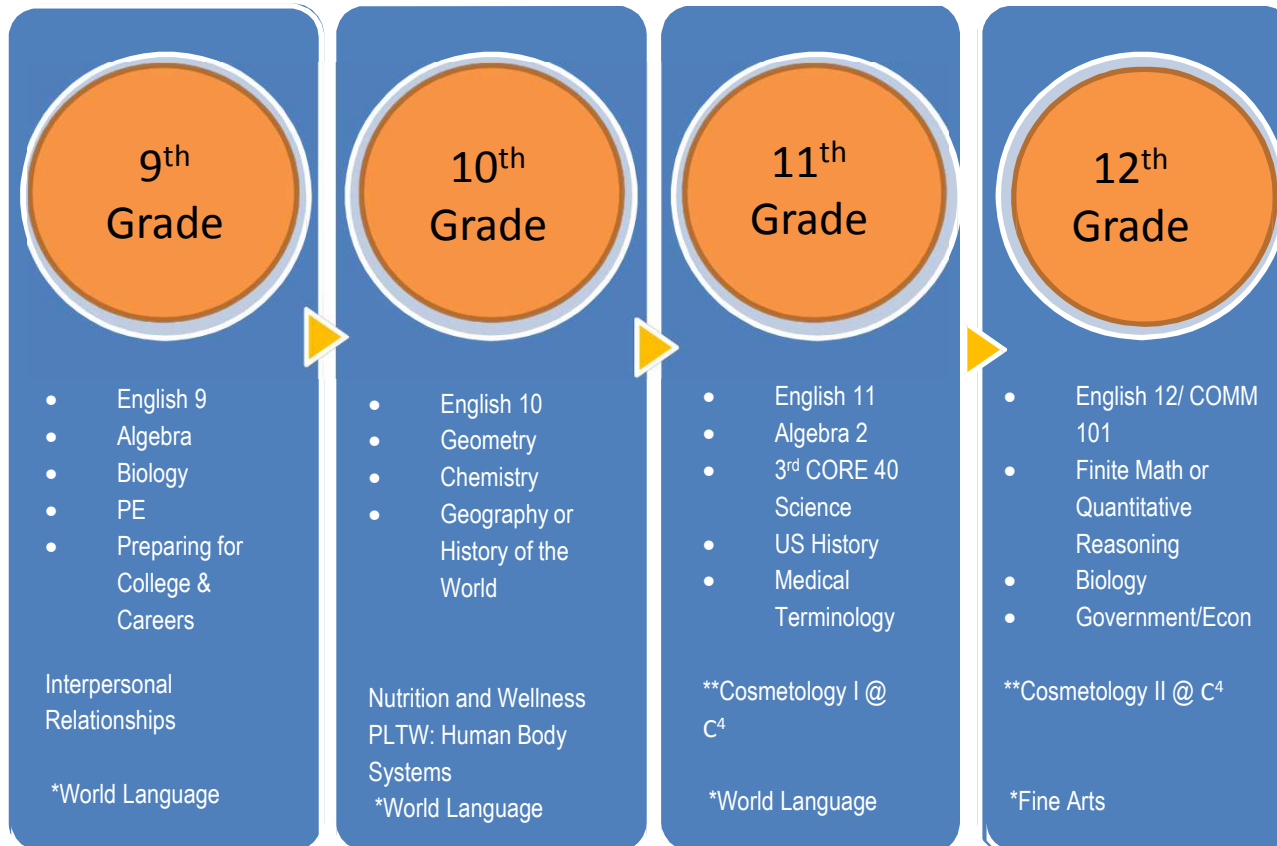 9th
Grade
• English 9
• Algebra
• Biology
• PE
• Preparing for
College &
Careers
Interpersonal
Relationships
*World Language
10th
Grade
• English 10
• Geometry
• Chemistry
• Geography or
History of the
World
Nutrition and Wellness
PLTW: Human Body
Systems
*World Language
11th
Grade
• English 11
• Algebra 2
• 3rd CORE 40
Science
• US History
• Medical
Terminology
**Cosmetology I @
C4
*World Language
12th
Grade
• English 12/ COMM
101
• Finite Math or
Quantitative
Reasoning
• Biology
• Government/Econ
**Cosmetology II @ C4
*Fine Arts